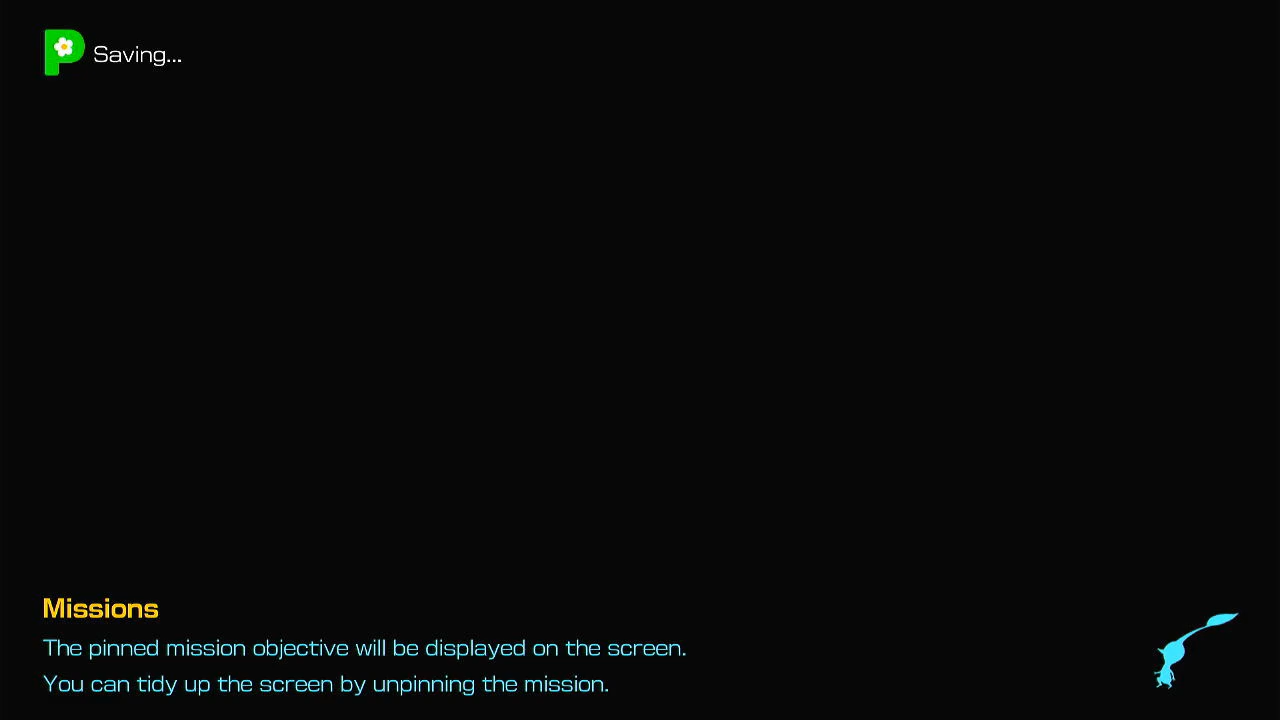 P Saving...
Missions
The pinned mission objective will be displayed on the screen.
You can tidy up the screen by unpinning the mission.